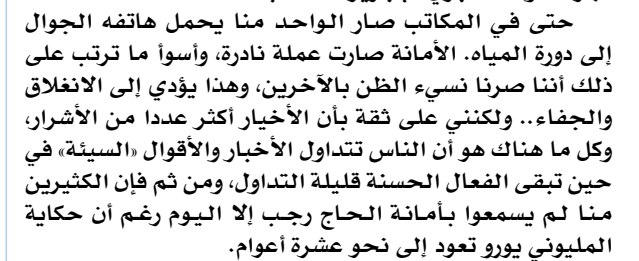 حتى في المكاتب صار الواحد منا يحمل هاتفه الجوال
إلى دورة المياه. الأمانة صارت عملة نادرة، وأسوأ ما ترتب على
ذلك أننا صرنا نسيء الظن بالآخرين، وهذا يؤدي إلى الانغلاق
والجفاء.. ولكنني على ثقة بأن الأخيار أكثر عددا من الأشرار،
وكل ما هناك هو أن الناس تتداول الأخبار والأقوال «السيئة» في
حين تبقى الفعال الحسنة قليلة التداول، ومن ثم فإن الكثيرين
منا لم يسمعوا بأمانة الحاج رجب إلا اليوم رغم أن حكاية
المليوني يورو تعود إلى نحو عشرة أعوام.